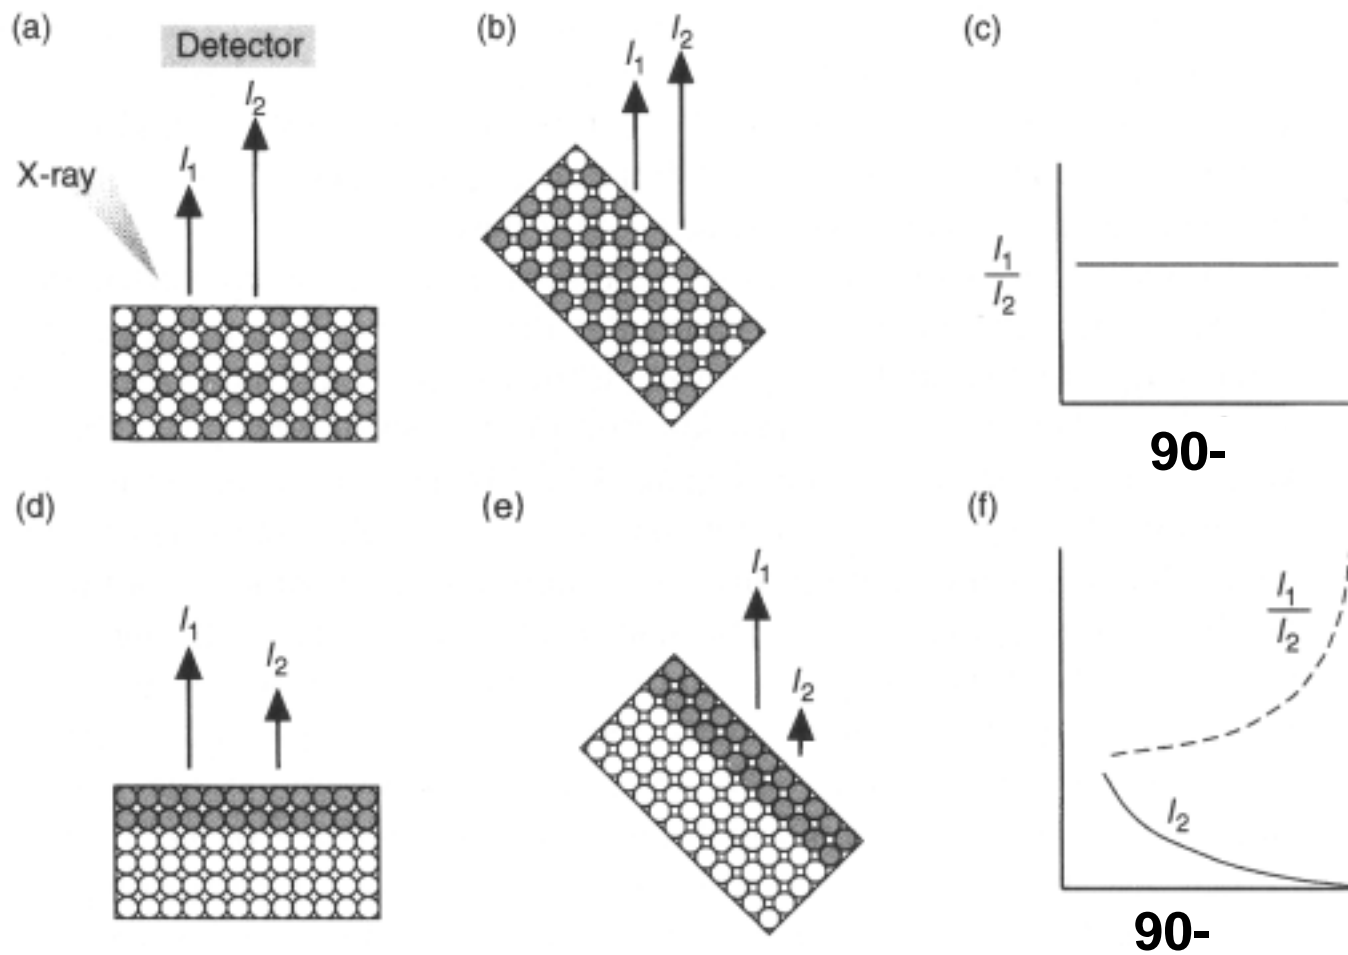 (a)
Detector
I2
I1
X-ray
(b)
I2
I1
(c)
I1
I2
90-
(d)
I1
I2
(e)
I1
I2
(f)
I1
I2
I2
90-